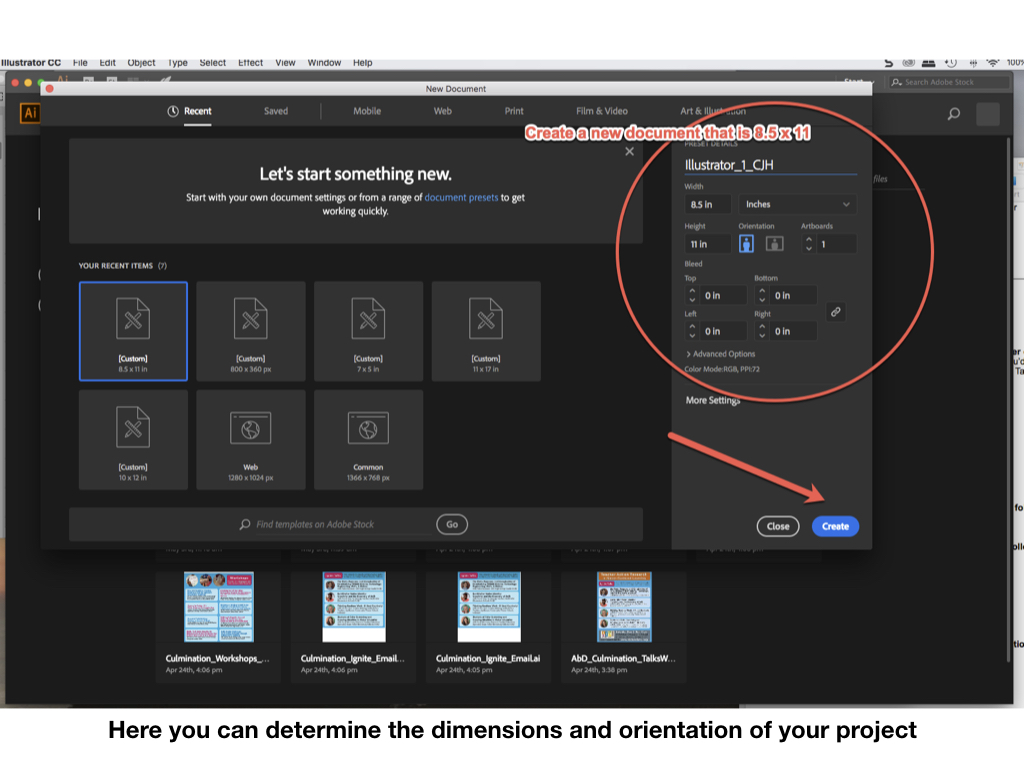 Illustrator CC File Edit Object Type Select Effect View Window Help 100%
Search Adobe Stock
New Document
Ai Recent Saved Mobile Web Print Film & Video Art & Illustration
Create a new document that is 8.5 x 11
PRESET DETAILS
Illustrator_1_CJH
files
Let's start something new.
Start with your own document settings or from a range of document presets to get
working quickly.
Width
8.5 in Inches
Height Orientation Artboards
11 in 1
Bleed
Top Bottom
0 in 0 in
Left Right
0 in 0 in
Advanced Options
Color Mode:RGB, PPI:72
More Settings
YOUR RECENT ITEMS (7)
[Custom] [Custom] [Custom] [Custom]
8.5 x 11 in 800 x 360 px 7 x 5 in 11 x 17 in
[Custom] Web Common
10 x 12 in 1280 x 1024 px 1366 x 768 px
Find templates on Adobe Stock Go
Close Create
Culmination_Workshops_... Culmination_Ignite_Email... Culmination_Ignite_Email.ai AbD_Culmination_TalksW...
Apr 24th, 4:06 pm Apr 24th, 4:06 pm Apr 24th, 4:05 pm Apr 24th, 3:38 pm
Here you can determine the dimensions and orientation of your project